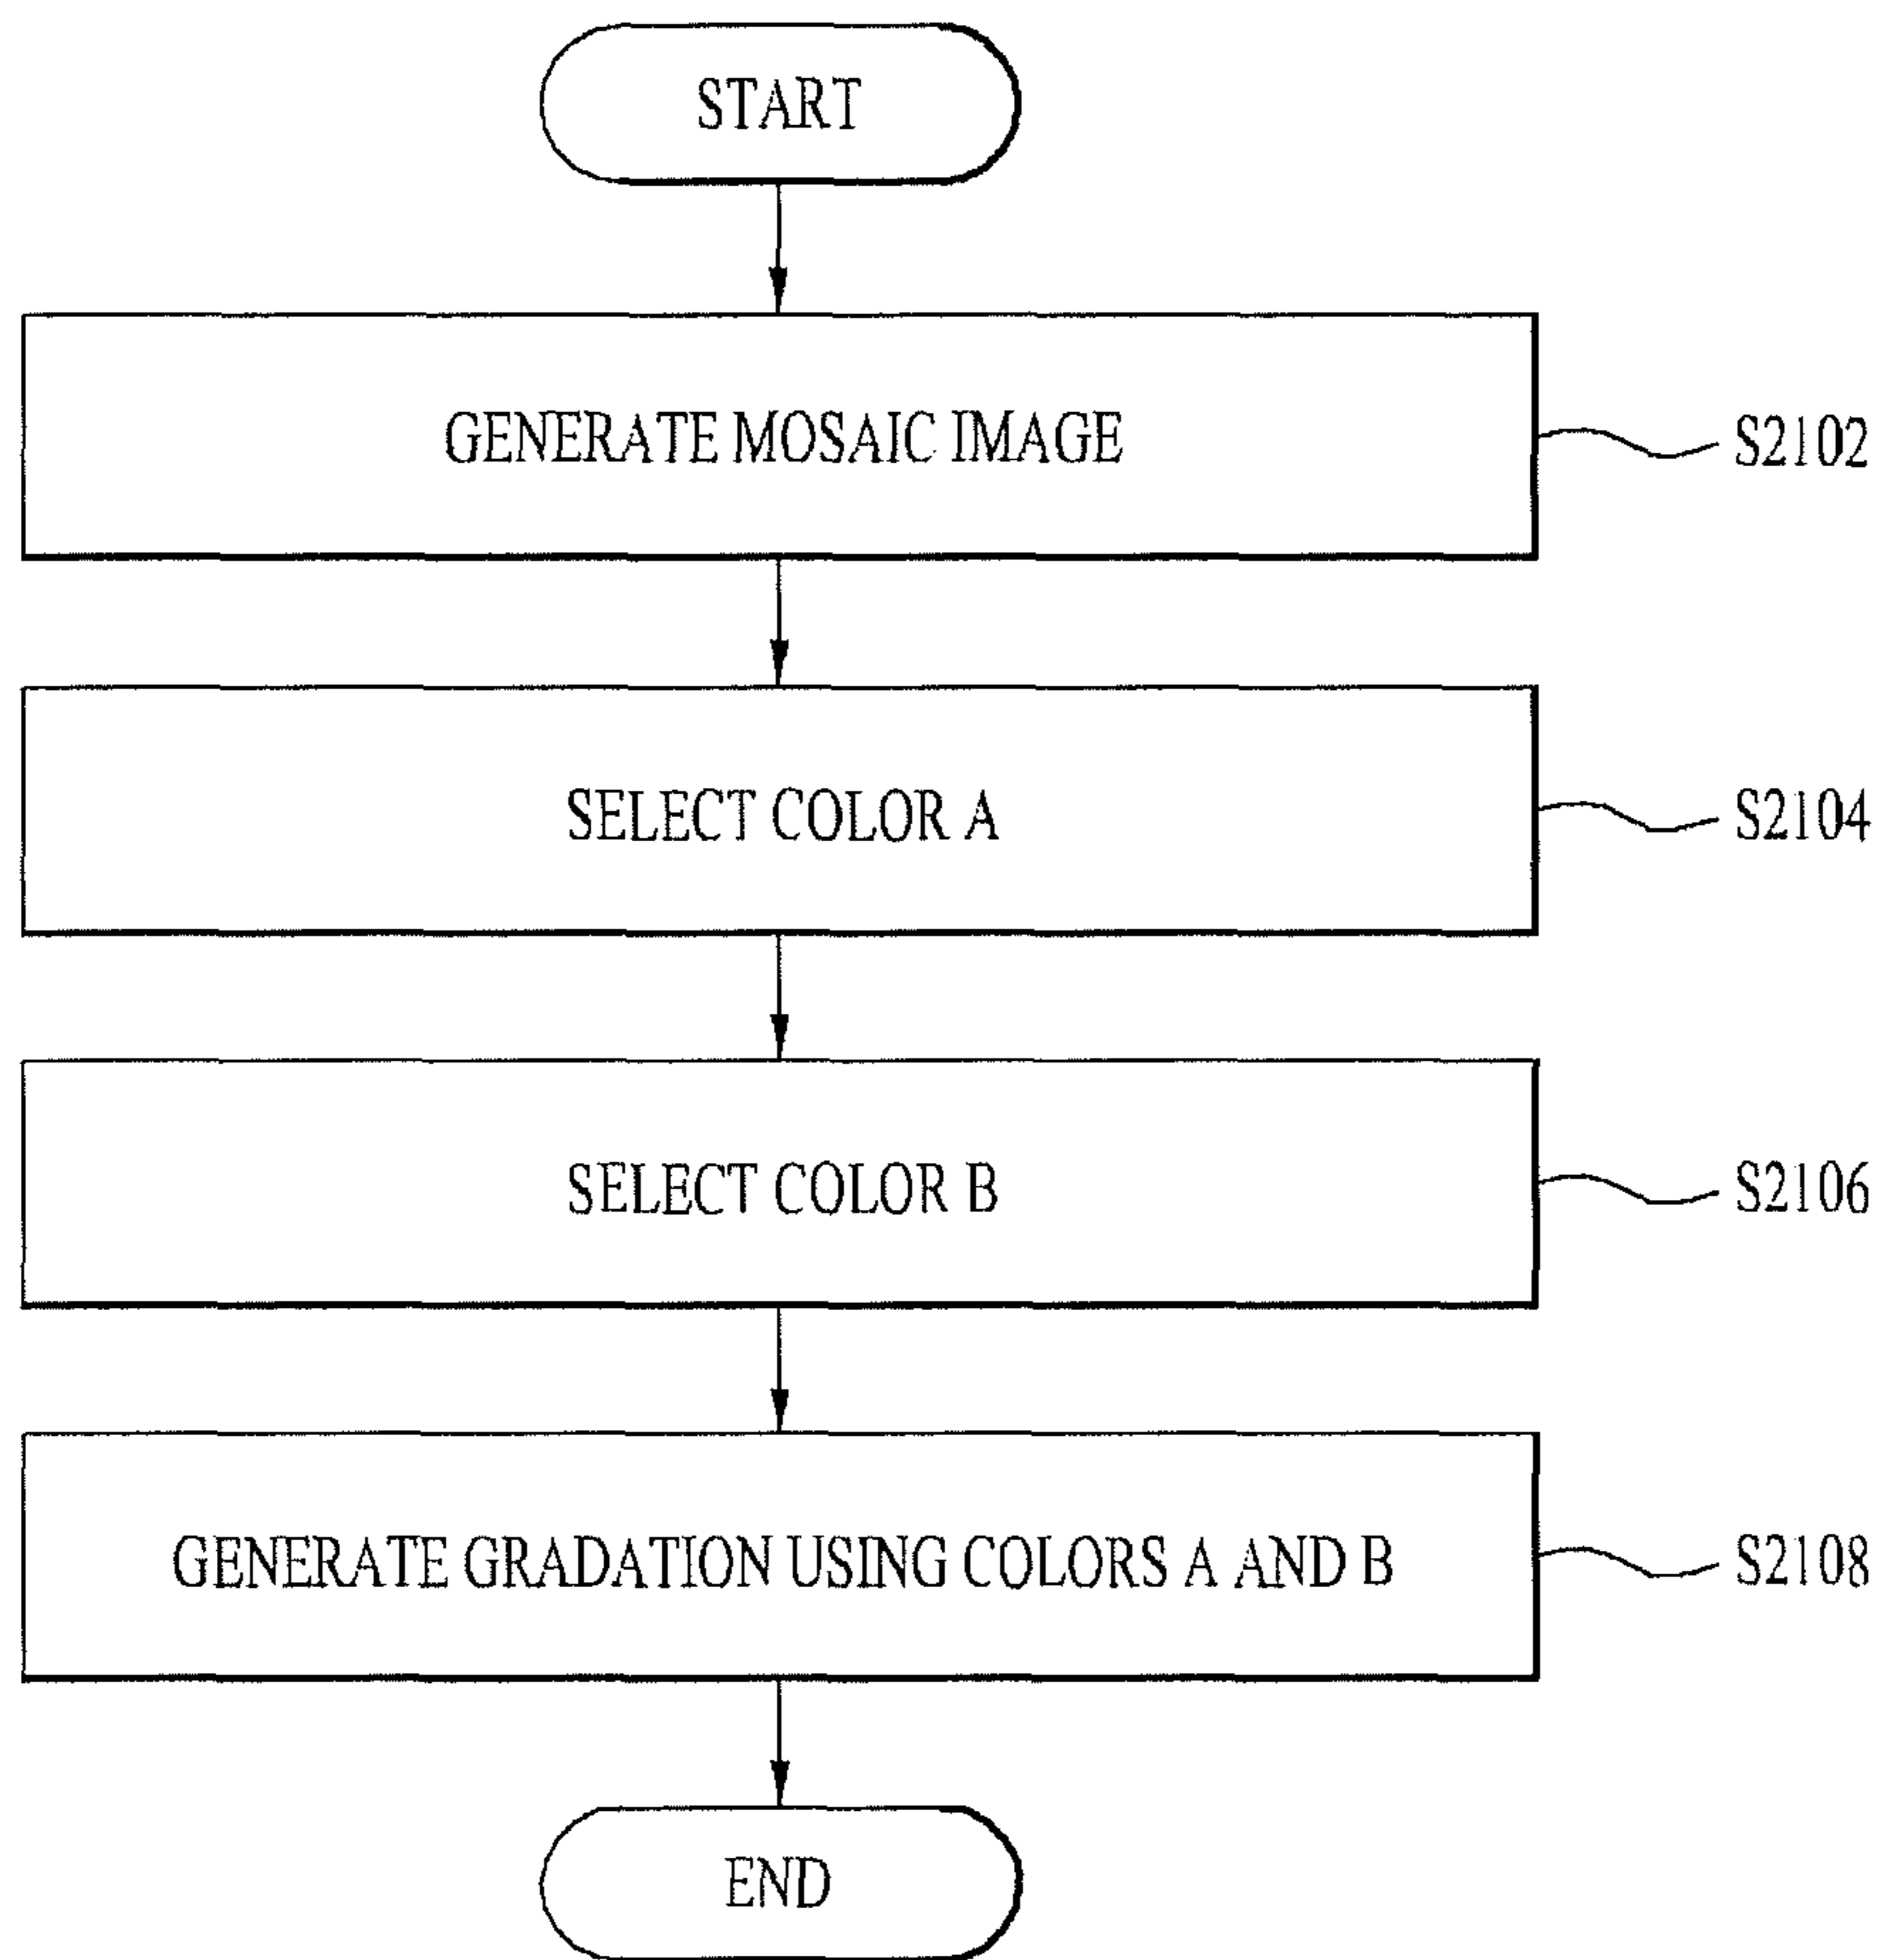 START
GENERATE MOSAIC IMAGE
S2102
SELECT COLOR A
S2104
SELECT COLOR B
S2106
GENERATE GRADATION USING COLORS A AND B
S2108
END